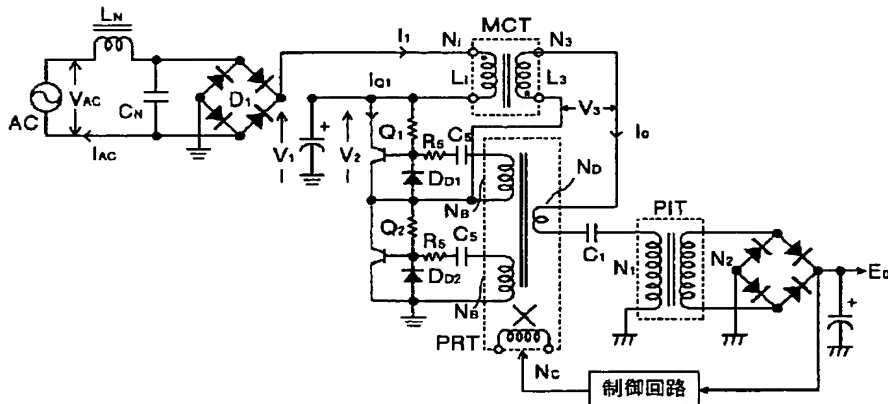 LN
AC
VAC
CN
IAC
D1
I1
V1
V2
iQ1
Q1
R5
C5
DD1
NB
Q2
R5
C5
DD2
NB
MCT
Ni
N3
Li
L3
V3
Io
ND
C1
PIT
N1
N2
Eo
PRT
NC
制御回路